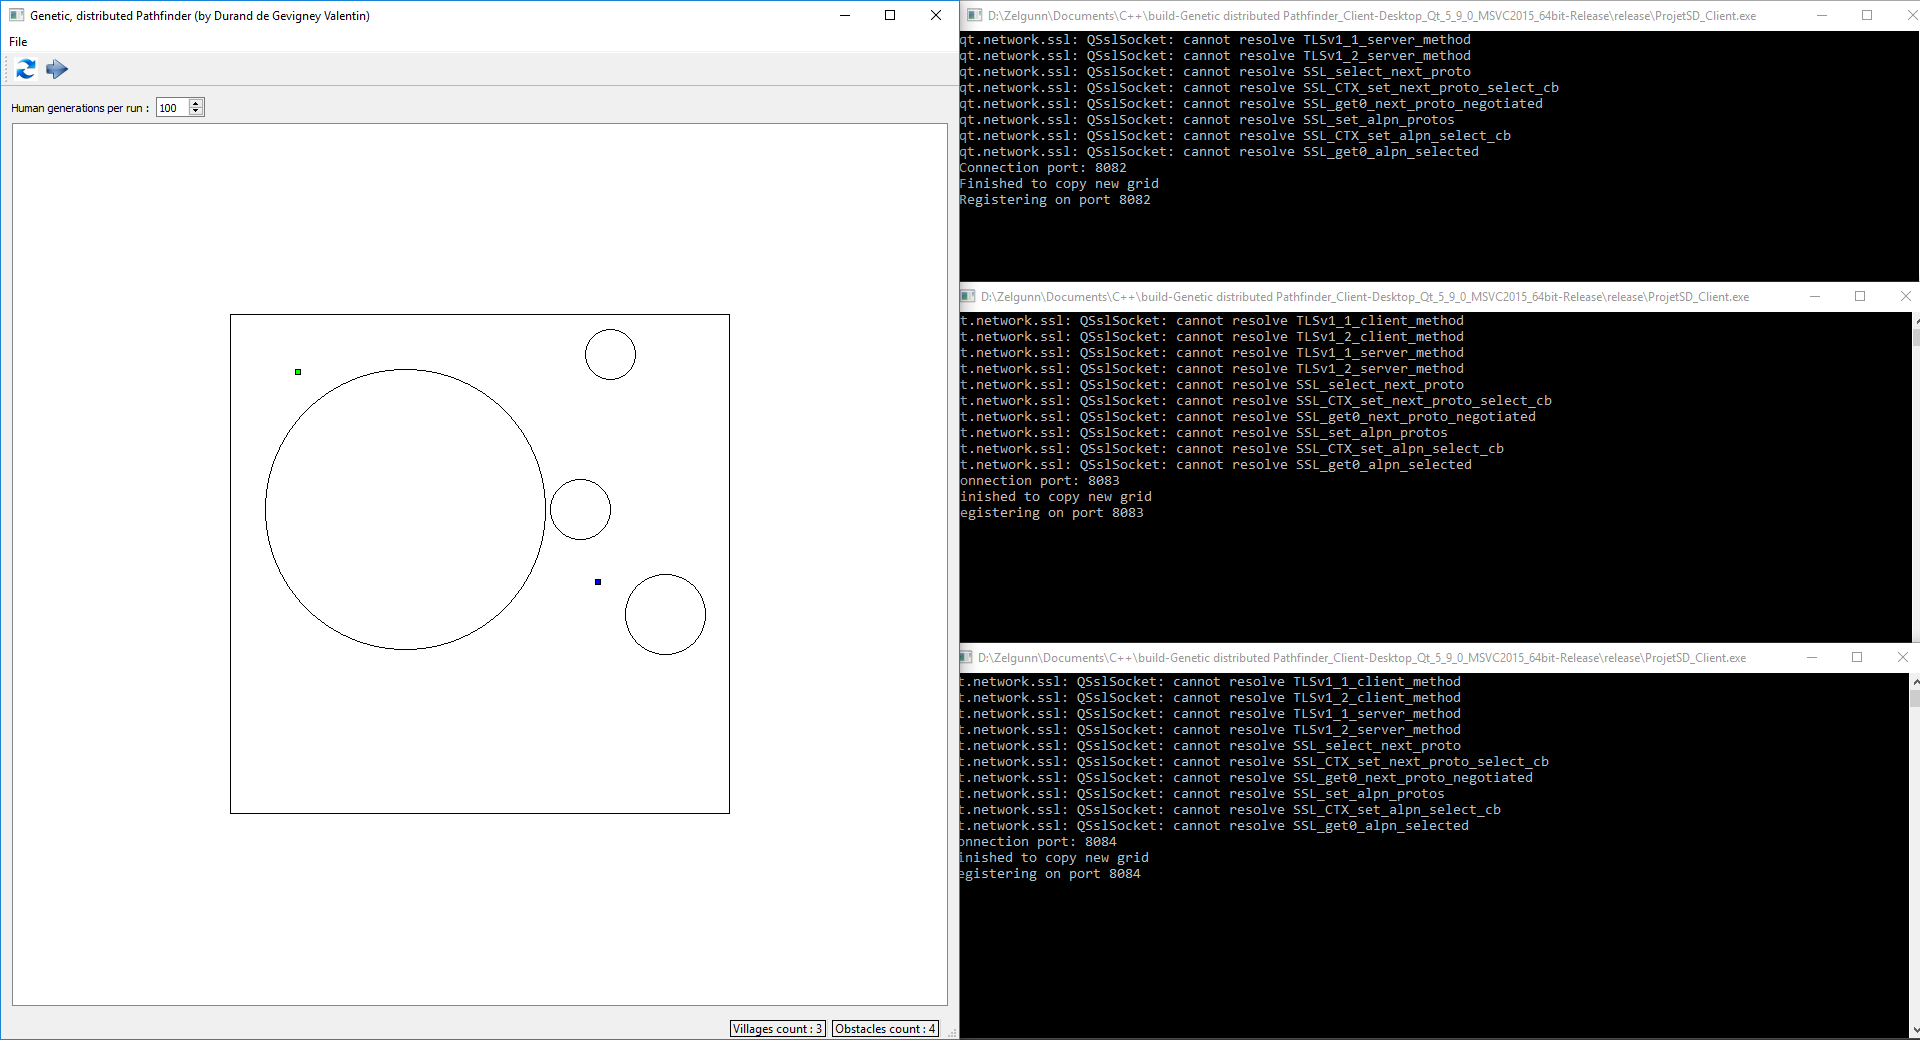 Genetic, distributed Pathfinder (by Durand de Gevigney Valentin)
File
Human generations per run : 100
Villages count : 3
Obstacles count : 4
D:\Zelgunn\Documents\C++\build-Genetic distributed Pathfinder_Client-Desktop_Qt_5_9_0_MSVC2015_64bit-Release\release\ProjetSD_Client.exe
qt.network.ssl: QSslSocket: cannot resolve TLSv1_1_server_method
qt.network.ssl: QSslSocket: cannot resolve TLSv1_2_server_method
qt.network.ssl: QSslSocket: cannot resolve SSL_select_next_proto
qt.network.ssl: QSslSocket: cannot resolve SSL_CTX_set_next_proto_select_cb
qt.network.ssl: QSslSocket: cannot resolve SSL_get0_next_proto_negotiated
qt.network.ssl: QSslSocket: cannot resolve SSL_set_alpn_protos
qt.network.ssl: QSslSocket: cannot resolve SSL_CTX_set_alpn_select_cb
qt.network.ssl: QSslSocket: cannot resolve SSL_get0_alpn_selected
Connection port: 8082
Finished to copy new grid
Registering on port 8082
D:\Zelgunn\Documents\C++\build-Genetic distributed Pathfinder_Client-Desktop_Qt_5_9_0_MSVC2015_64bit-Release\release\ProjetSD_Client.exe
t.network.ssl: QSslSocket: cannot resolve TLSv1_1_client_method
t.network.ssl: QSslSocket: cannot resolve TLSv1_2_client_method
t.network.ssl: QSslSocket: cannot resolve TLSv1_1_server_method
t.network.ssl: QSslSocket: cannot resolve TLSv1_2_server_method
t.network.ssl: QSslSocket: cannot resolve SSL_select_next_proto
t.network.ssl: QSslSocket: cannot resolve SSL_CTX_set_next_proto_select_cb
t.network.ssl: QSslSocket: cannot resolve SSL_get0_next_proto_negotiated
t.network.ssl: QSslSocket: cannot resolve SSL_set_alpn_protos
t.network.ssl: QSslSocket: cannot resolve SSL_CTX_set_alpn_select_cb
t.network.ssl: QSslSocket: cannot resolve SSL_get0_alpn_selected
onnection port: 8083
inished to copy new grid
egistering on port 8083
D:\Zelgunn\Documents\C++\build-Genetic distributed Pathfinder_Client-Desktop_Qt_5_9_0_MSVC2015_64bit-Release\release\ProjetSD_Client.exe
t.network.ssl: QSslSocket: cannot resolve TLSv1_1_client_method
t.network.ssl: QSslSocket: cannot resolve TLSv1_2_client_method
t.network.ssl: QSslSocket: cannot resolve TLSv1_1_server_method
t.network.ssl: QSslSocket: cannot resolve TLSv1_2_server_method
t.network.ssl: QSslSocket: cannot resolve SSL_select_next_proto
t.network.ssl: QSslSocket: cannot resolve SSL_CTX_set_next_proto_select_cb
t.network.ssl: QSslSocket: cannot resolve SSL_get0_next_proto_negotiated
t.network.ssl: QSslSocket: cannot resolve SSL_set_alpn_protos
t.network.ssl: QSslSocket: cannot resolve SSL_CTX_set_alpn_select_cb
t.network.ssl: QSslSocket: cannot resolve SSL_get0_alpn_selected
onnection port: 8084
inished to copy new grid
egistering on port 8084